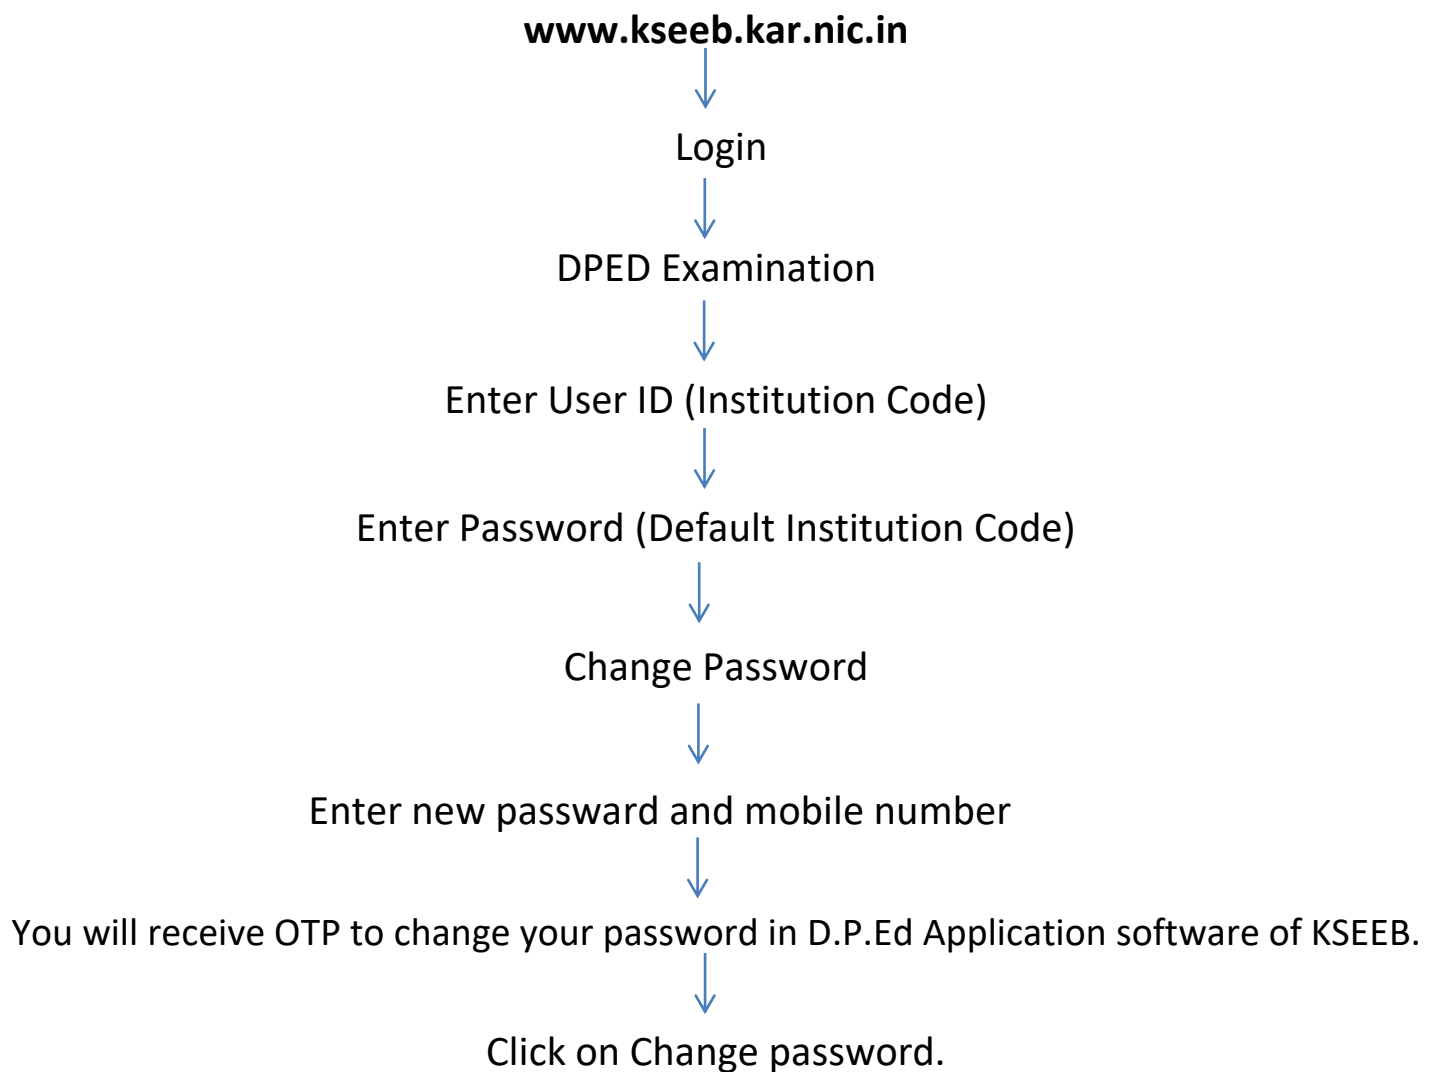 www.kseeb.kar.nic.in
Login
DPED Examination
Enter User ID (Institution Code)
Enter Password (Default Institution Code)
Change Password
Enter new passward and mobile number
You will receive OTP to change your password in D.P.Ed Application software of KSEEB.
Click on Change password.